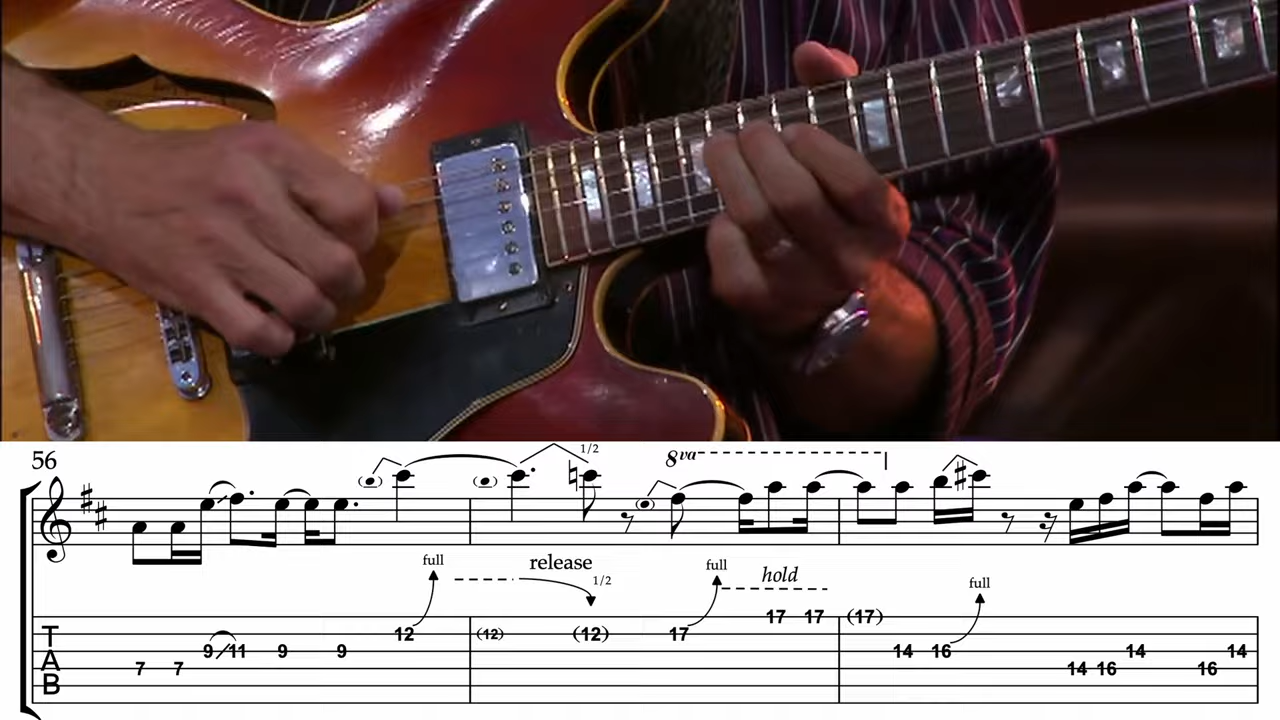 56
1/2
8va
full
release
1/2
full
hold
full
17 17 (17)
T 12 (12) (12) 17
9 11 9 9 14 16 14 14
A 7 7 14 16 16
B